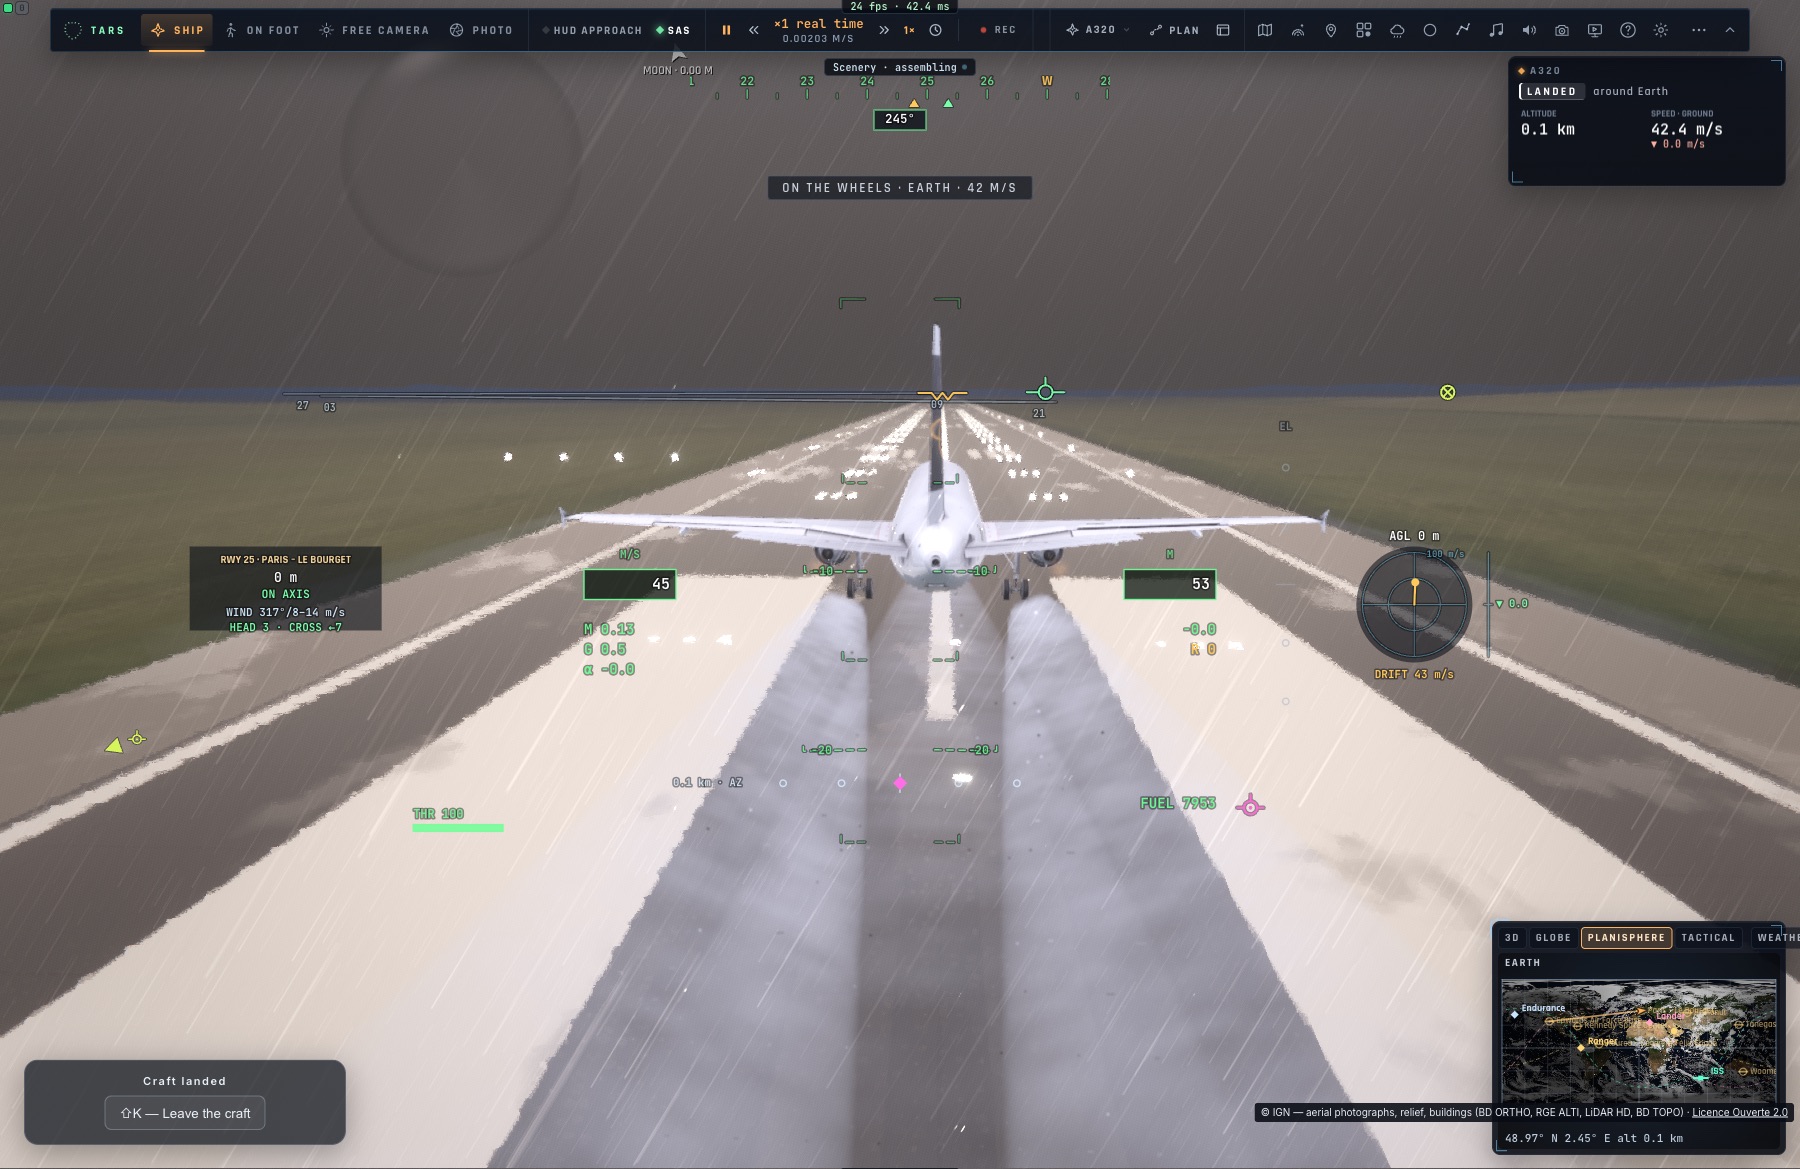 24 fps · 42.4 ms
TARS
SHIP
ON FOOT
FREE CAMERA
PHOTO
HUD APPROACH
SAS
×1 real time
0.00203 M/S
1×
REC
A320
PLAN
MOON · 0.00 M
Scenery · assembling
22 23 24 25 26 W
245°
ON THE WHEELS · EARTH · 42 M/S
A320
LANDED around Earth
ALTITUDE
0.1 km
SPEED · GROUND
42.4 m/s
▼ 0.0 m/s
27 03
09
21
EL
RWY 25 · PARIS - LE BOURGET
0 m
ON AXIS
WIND 317°/8-14 m/s
HEAD 3 · CROSS ←7
M/S
45
M 0.13
G 0.5
α -0.0
-10 -10
M
53
-0.0
R 0
AGL 0 m
100 m/s
▼ 0.0
DRIFT 43 m/s
-20 -20
0.1 km · AZ
THR 100
FUEL 7953
3D
GLOBE
PLANISPHERE
TACTICAL
WEATHE
EARTH
Endurance
Lander
Ranger
ISS
48.97° N 2.45° E alt 0.1 km
© IGN — aerial photographs, relief, buildings (BD ORTHO, RGE ALTI, LiDAR HD, BD TOPO) · Licence Ouverte 2.0
Craft landed
⇧K — Leave the craft